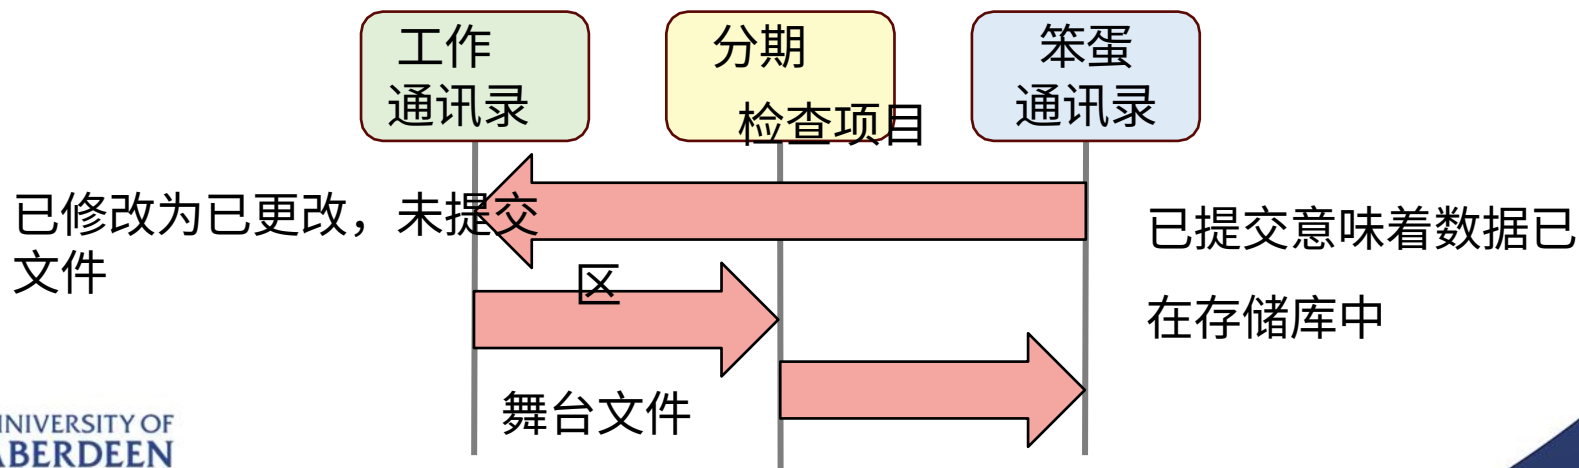 工作
通讯录
分期
检查项目
笨蛋
通讯录
已修改为已更改，未提交
文件
区
舞台文件
已提交意味着数据已
在存储库中
NIVERSITY OF
ABERDEEN